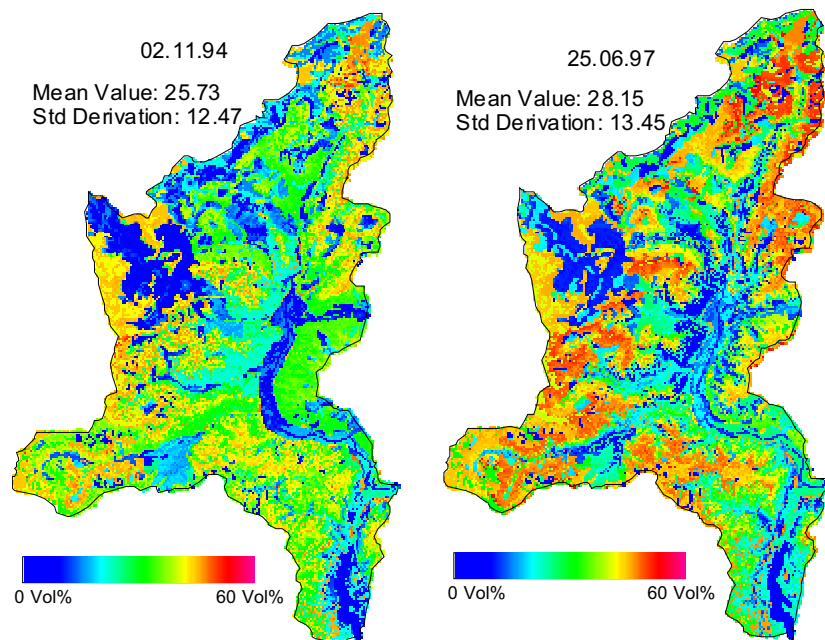 02.11.94
Mean Value: 25.73
Std Derivation: 12.47
0 Vol%
60 Vol%
25.06.97
Mean Value: 28.15
Std Derivation: 13.45
0 Vol%
60 Vol%